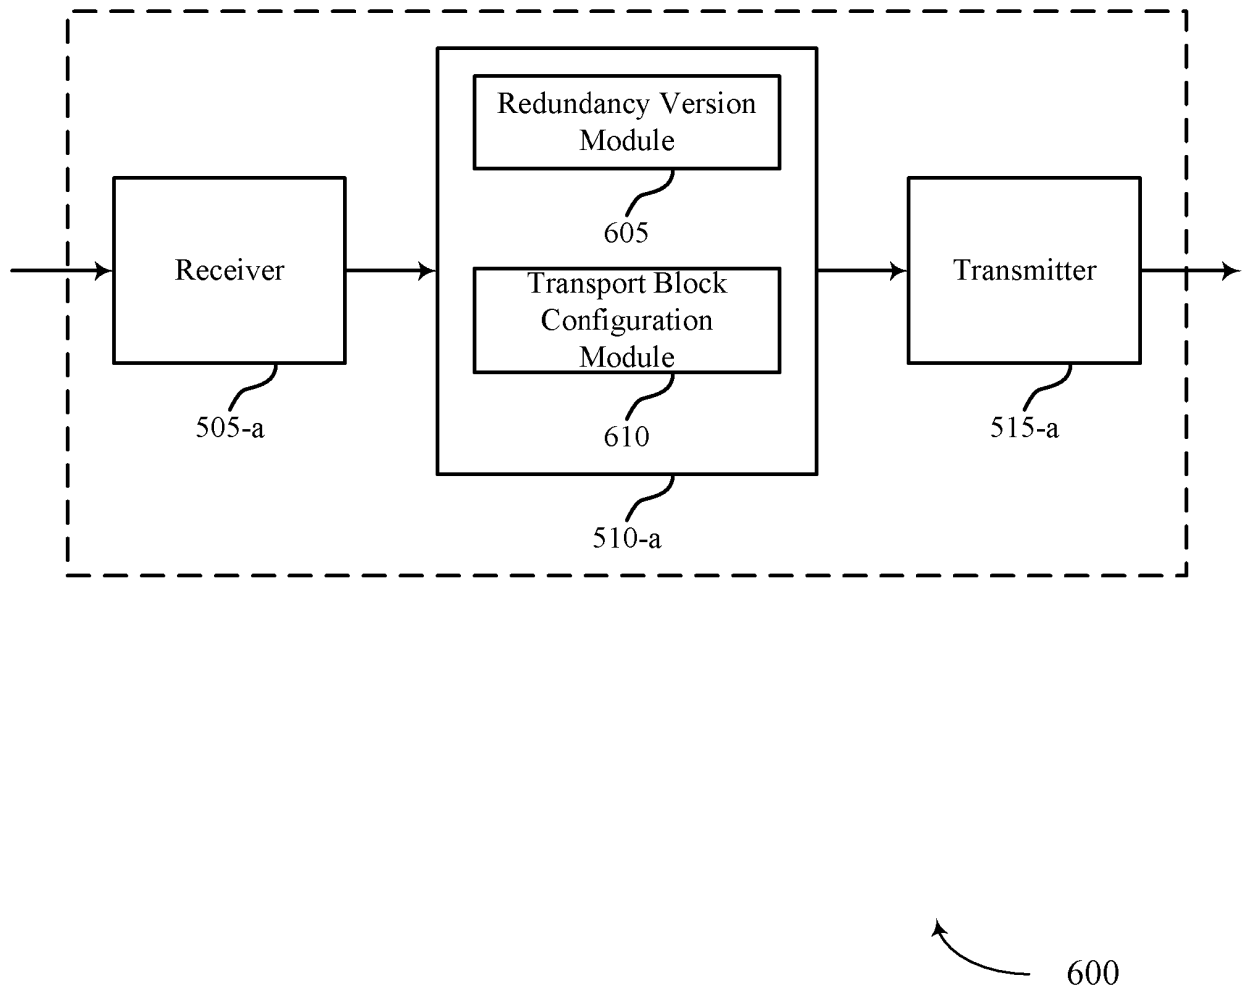 Redundancy Version
Module
605
Receiver
505-a
Transport Block
Configuration
Module
610
510-a
Transmitter
515-a
600